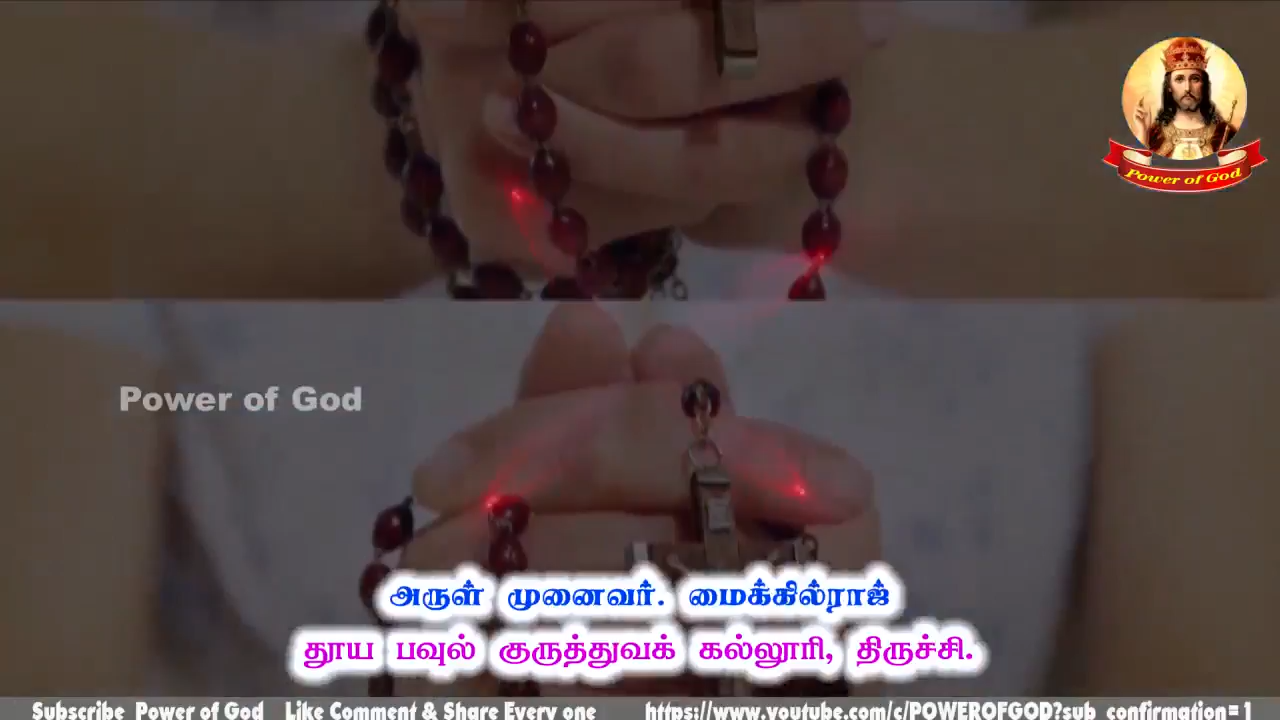 Power of God
Power of God
அருள் முனைவர். மைக்கில்ராஜ்
தூய பவுல் குருத்துவக் கல்லூரி, திருச்சி.
Subscribe Power of God Like Comment & Share Every one https://www.youtube.com/c/POWEROFGOD?sub_confirmation=1